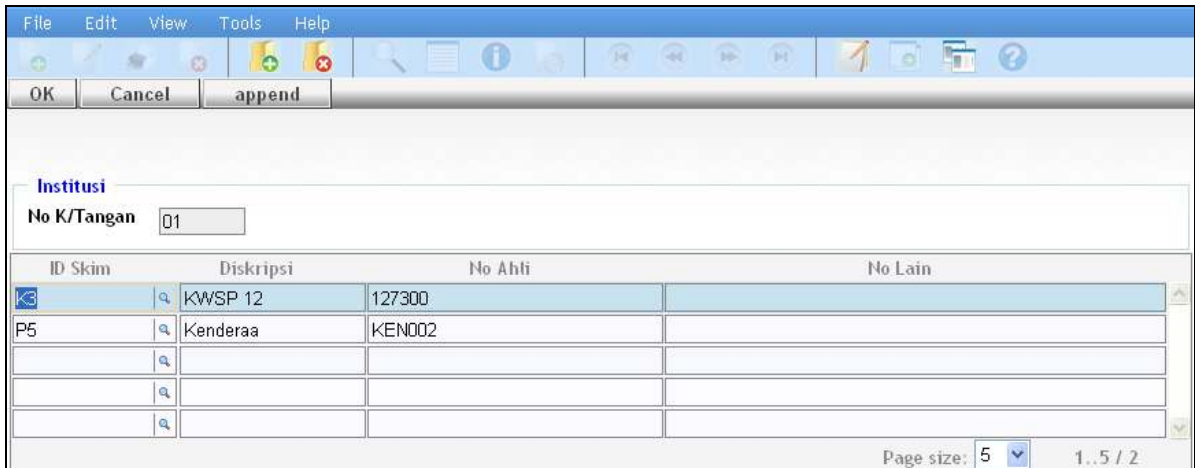 File Edit View Tools Help
OK Cancel append
Institusi
No K/Tangan 01
ID Skim Diskripsi No Ahli No Lain
K3 KWSP 12 127300
P5 Kenderaa KEN002
Page size: 5 1..5 / 2